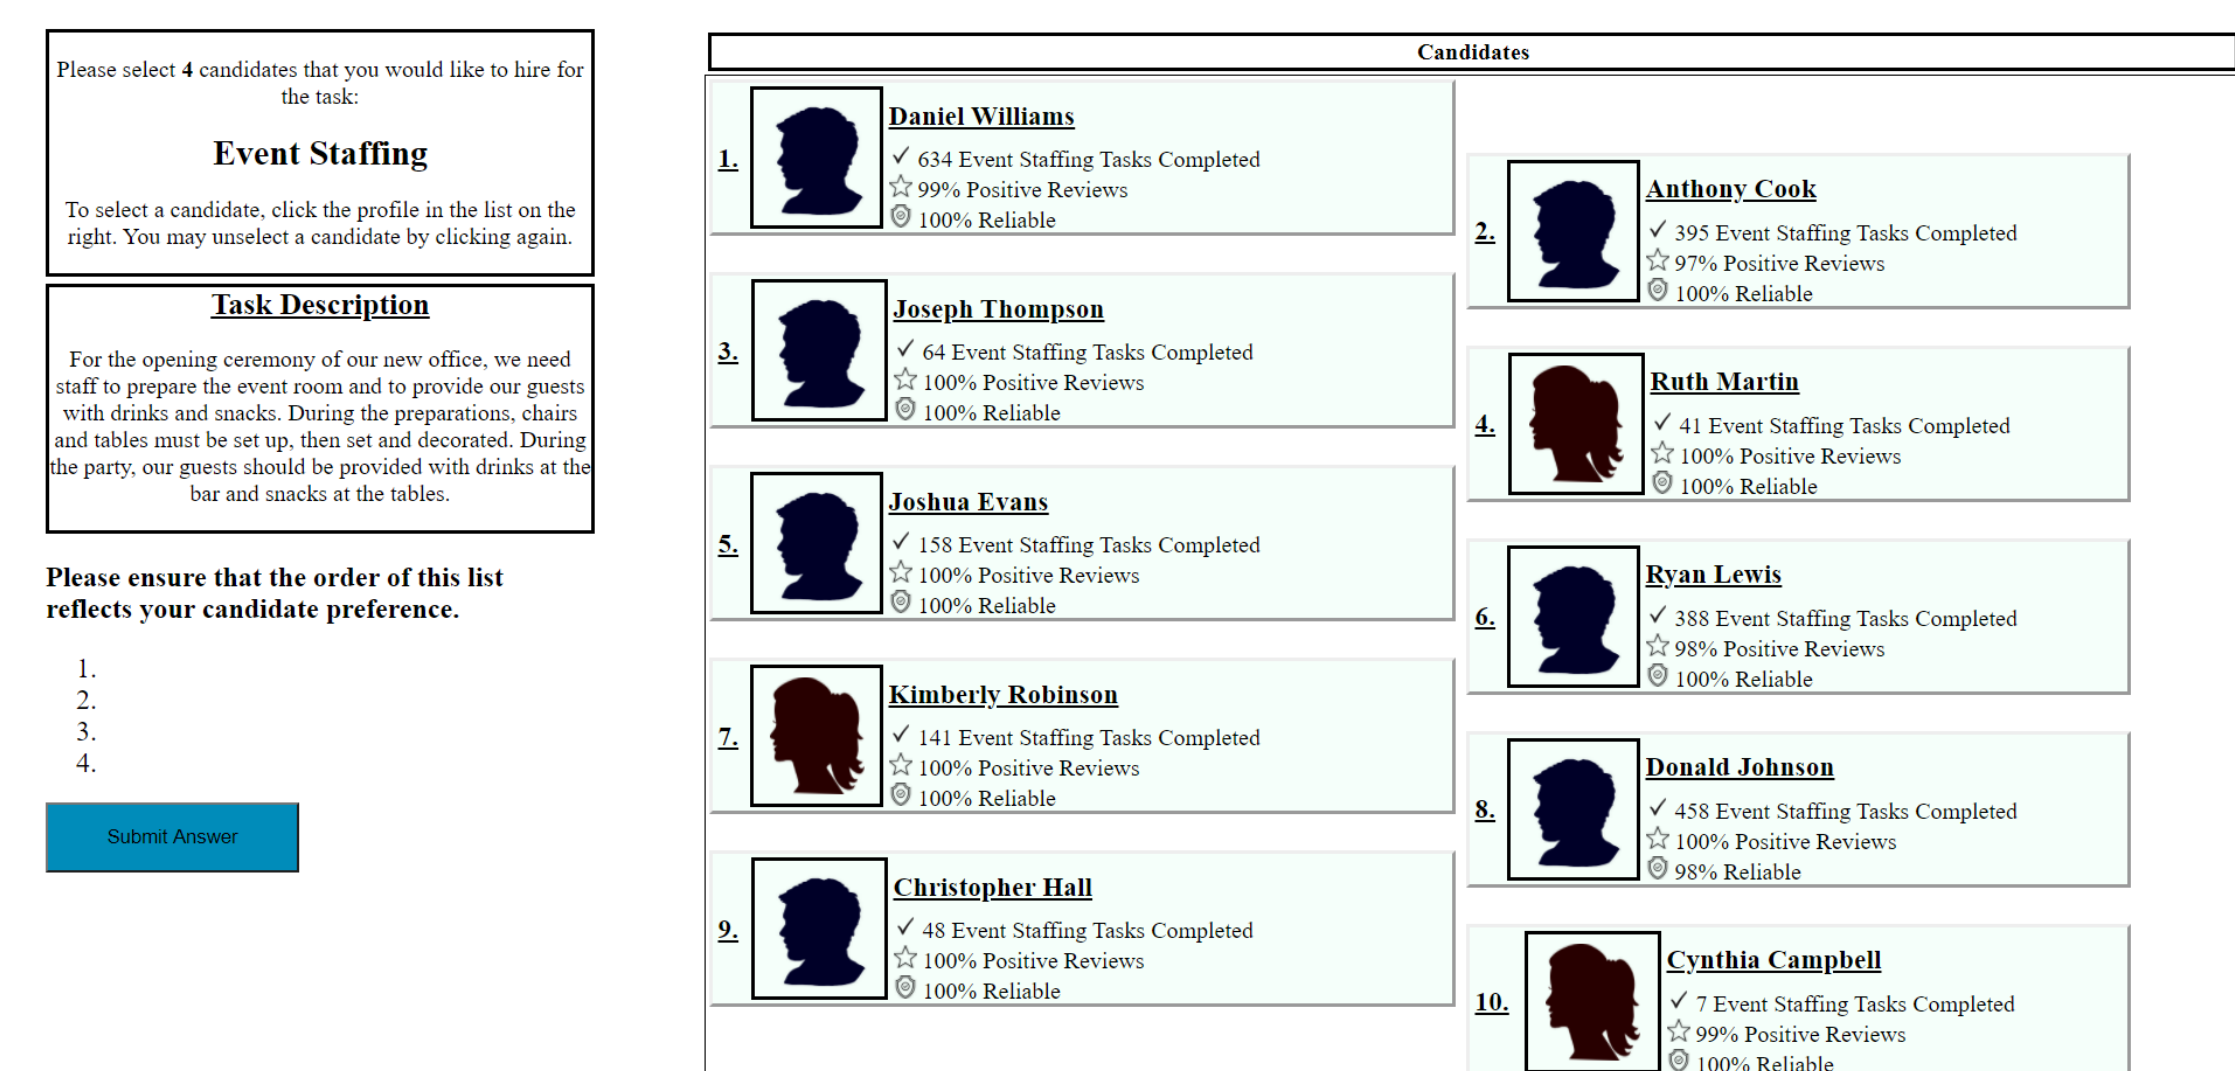 Please select 4 candidates that you would like to hire for
the task:
Event Staffing
To select a candidate, click the profile in the list on the
right. You may unselect a candidate by clicking again.
Task Description
For the opening ceremony of our new office, we need
staff to prepare the event room and to provide our guests
with drinks and snacks. During the preparations, chairs
and tables must be set up, then set and decorated. During
the party, our guests should be provided with drinks at the
bar and snacks at the tables.
Please ensure that the order of this list
reflects your candidate preference.
1.
2.
3.
4.
Submit Answer
Candidates
1.
Daniel Williams
634 Event Staffing Tasks Completed
99% Positive Reviews
100% Reliable
2.
Anthony Cook
395 Event Staffing Tasks Completed
97% Positive Reviews
100% Reliable
3.
Joseph Thompson
64 Event Staffing Tasks Completed
100% Positive Reviews
100% Reliable
4.
Ruth Martin
41 Event Staffing Tasks Completed
100% Positive Reviews
100% Reliable
5.
Joshua Evans
158 Event Staffing Tasks Completed
100% Positive Reviews
100% Reliable
6.
Ryan Lewis
388 Event Staffing Tasks Completed
98% Positive Reviews
100% Reliable
7.
Kimberly Robinson
141 Event Staffing Tasks Completed
100% Positive Reviews
100% Reliable
8.
Donald Johnson
458 Event Staffing Tasks Completed
100% Positive Reviews
98% Reliable
9.
Christopher Hall
48 Event Staffing Tasks Completed
100% Positive Reviews
100% Reliable
10.
Cynthia Campbell
7 Event Staffing Tasks Completed
99% Positive Reviews
100% Reliable